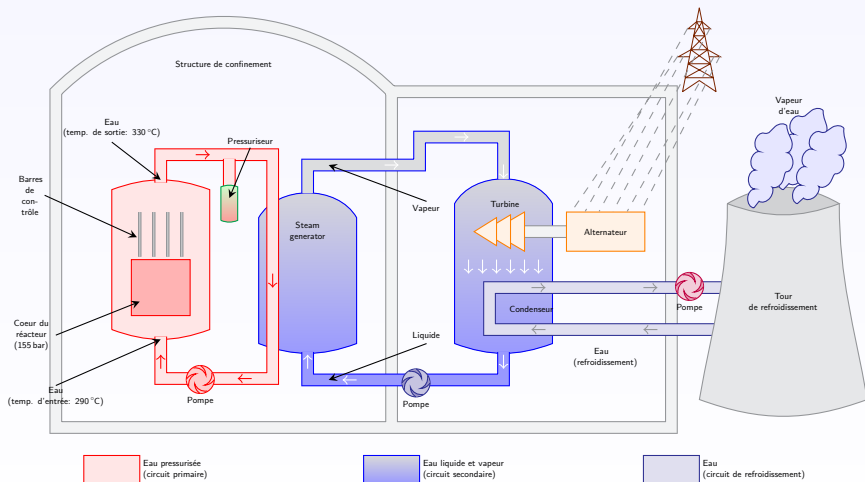 Structure de confinement
Eau
(temp. de sortie: 330 °C)
Pressuriseur
Barres
de
con-
trôle
Steam
generator
Vapeur
Turbine
Alternateur
Vapeur
d'eau
Coeur du
réacteur
(155 bar)
Condenseur
Pompe
Tour
de refroidissement
Liquide
Eau
(refroidissement)
Eau
(temp. d'entrée: 290 °C)
Pompe
Pompe
Eau pressurisée
(circuit primaire)
Eau liquide et vapeur
(circuit secondaire)
Eau
(circuit de refroidissement)